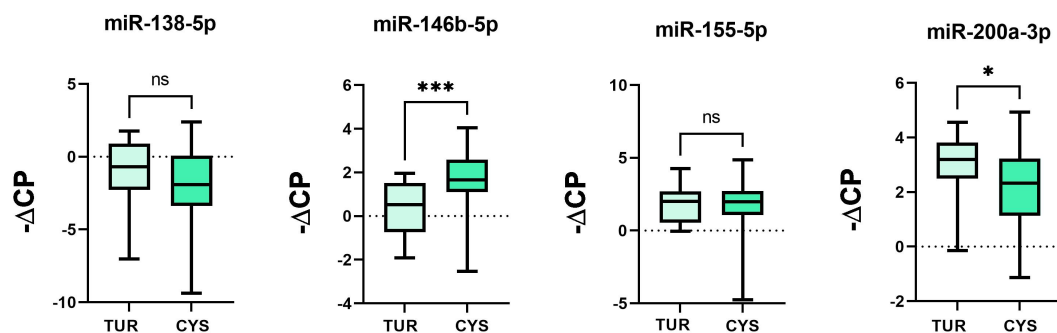 miR-138-5p
5
0
-5
-10
-ΔCP
ns
TUR CYS
miR-146b-5p
6
4
2
0
-2
-4
-ΔCP
***
TUR CYS
miR-155-5p
10
5
0
-5
-ΔCP
ns
TUR CYS
miR-200a-3p
6
4
2
0
-2
-ΔCP
*
TUR CYS